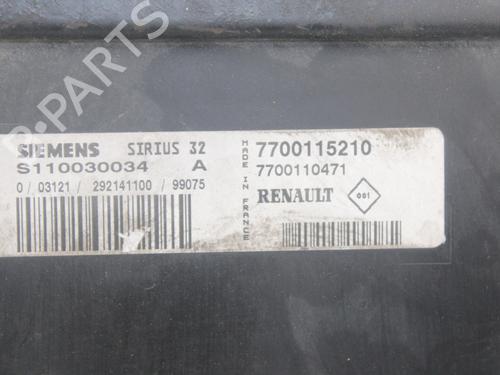 SIEMENS SIRIUS 32
S110030034 A
0 / 03121 / 292141100 / 99075
MADE IN FRANCE
7700115210
7700110471
RENAULT 001
B-PARTS